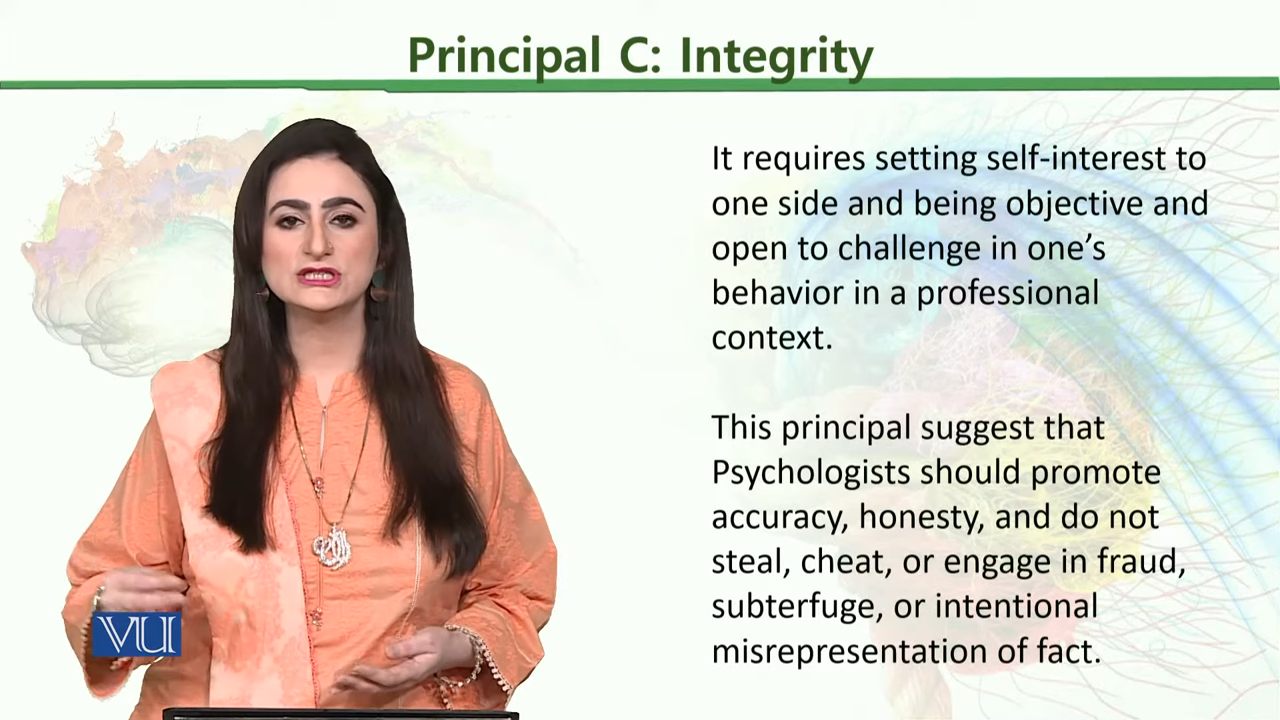 Principal C: Integrity
It requires setting self-interest to
one side and being objective and
open to challenge in one’s
behavior in a professional
context.
This principal suggest that
Psychologists should promote
accuracy, honesty, and do not
steal, cheat, or engage in fraud,
subterfuge, or intentional
misrepresentation of fact.
VU
الله